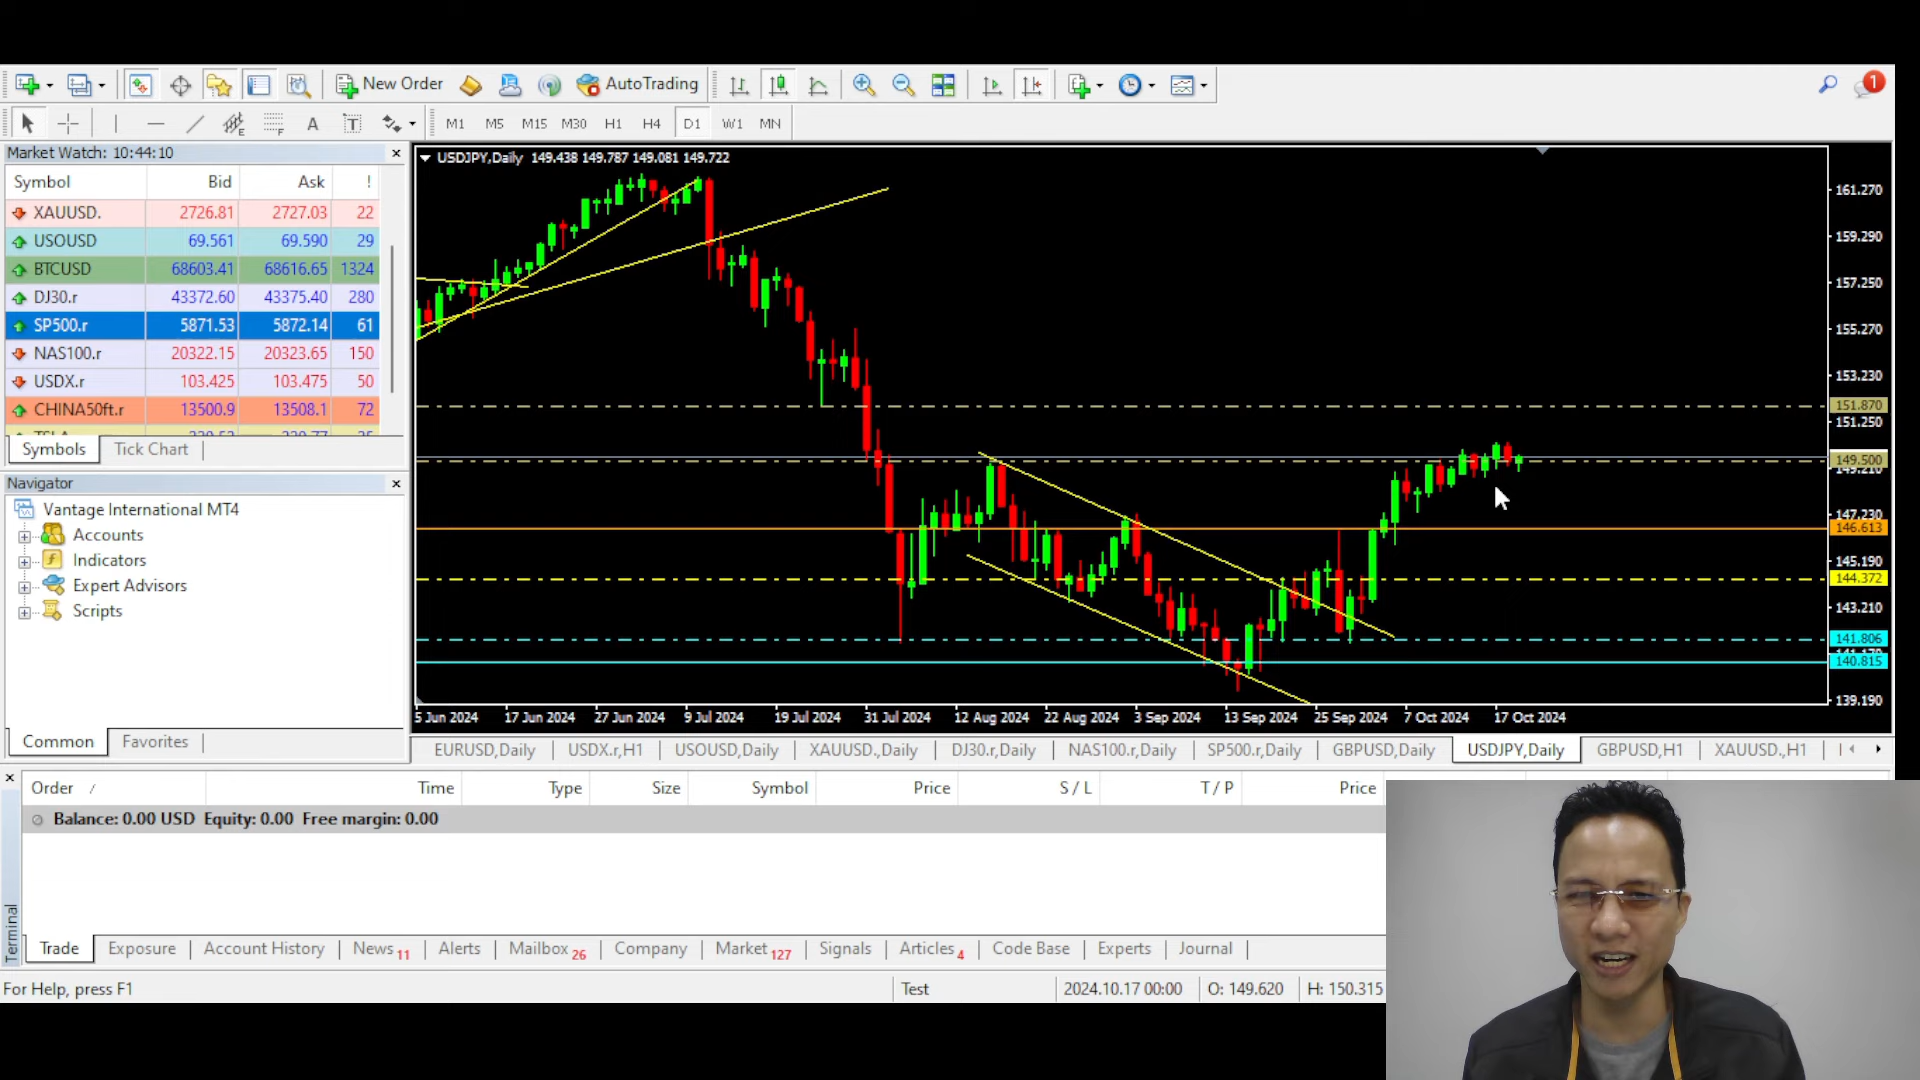 New Order
AutoTrading
1
A
T
M1 M5 M15 M30 H1 H4 D1 W1 MN
Market Watch: 10:44:10
Symbol Bid Ask !
XAUUSD. 2726.81 2727.03 22
USOUSD 69.561 69.590 29
BTCUSD 68603.41 68616.65 1324
DJ30.r 43372.60 43375.40 280
SP500.r 5871.53 5872.14 61
NAS100.r 20322.15 20323.65 150
USDX.r 103.425 103.475 50
CHINA50ft.r 13500.9 13508.1 72
Symbols Tick Chart
Navigator
Vantage International MT4
Accounts
Indicators
Expert Advisors
Scripts
Common Favorites
USDJPY,Daily 149.438 149.787 149.081 149.722
161.270
159.290
157.250
155.270
153.230
151.870
151.250
149.500
147.230
146.613
145.190
144.372
143.210
141.806
140.815
139.190
5 Jun 2024 17 Jun 2024 27 Jun 2024 9 Jul 2024 19 Jul 2024 31 Jul 2024 12 Aug 2024 22 Aug 2024 3 Sep 2024 13 Sep 2024 25 Sep 2024 7 Oct 2024 17 Oct 2024
EURUSD,Daily USDX.r,H1 USOUSD,Daily XAUUSD.,Daily DJ30.r,Daily NAS100.r,Daily SP500.r,Daily GBPUSD,Daily USDJPY,Daily GBPUSD,H1 XAUUSD.,H1
Order / Time Type Size Symbol Price S / L T / P Price
Balance: 0.00 USD Equity: 0.00 Free margin: 0.00
Terminal
Trade Exposure Account History News 11 Alerts Mailbox 26 Company Market 127 Signals Articles 4 Code Base Experts Journal
For Help, press F1 Test 2024.10.17 00:00 O: 149.620 H: 150.315